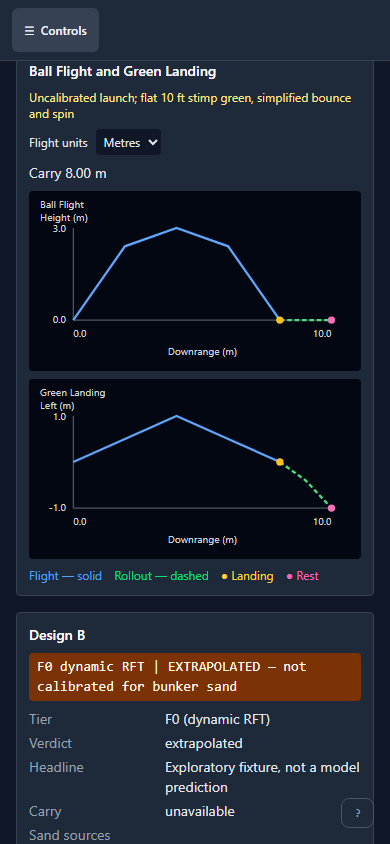 ☰ Controls
Ball Flight and Green Landing
Uncalibrated launch; flat 10 ft stimp green, simplified bounce
and spin
Flight units Metres
Carry 8.00 m
Ball Flight
Height (m)
3.0
0.0
0.0 10.0
Downrange (m)
Green Landing
Left (m)
1.0
-1.0
0.0 10.0
Downrange (m)
Flight — solid Rollout — dashed ● Landing ● Rest
Design B
F0 dynamic RFT | EXTRAPOLATED — not
calibrated for bunker sand
Tier F0 (dynamic RFT)
Verdict extrapolated
Headline Exploratory fixture, not a model
prediction
Carry unavailable
?
Sand sources